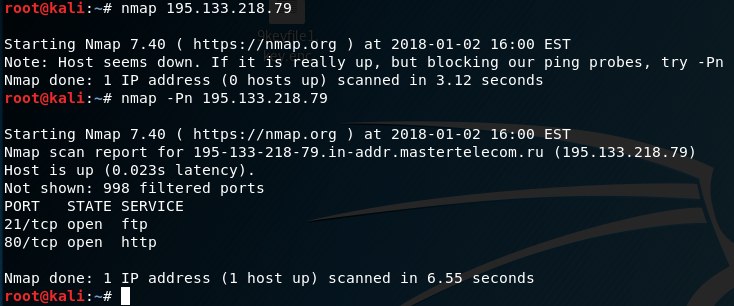 root@kali:~# nmap 195.133.218.79

Starting Nmap 7.40 ( https://nmap.org ) at 2018-01-02 16:00 EST
Note: Host seems down. If it is really up, but blocking our ping probes, try -Pn
Nmap done: 1 IP address (0 hosts up) scanned in 3.12 seconds
root@kali:~# nmap -Pn 195.133.218.79

Starting Nmap 7.40 ( https://nmap.org ) at 2018-01-02 16:00 EST
Nmap scan report for 195-133-218-79.in-addr.mastertelecom.ru (195.133.218.79)
Host is up (0.023s latency).
Not shown: 998 filtered ports
PORT   STATE SERVICE
21/tcp open  ftp
80/tcp open  http

Nmap done: 1 IP address (1 host up) scanned in 6.55 seconds
root@kali:~#